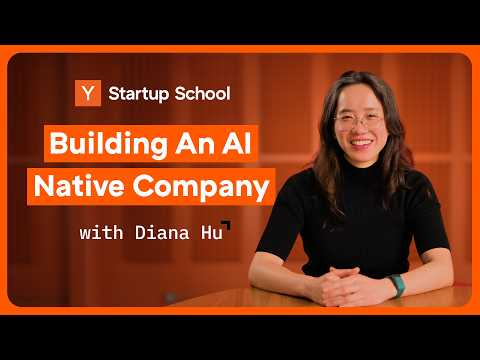 Y Startup School
Building An AI
Native Company
with Diana Hu